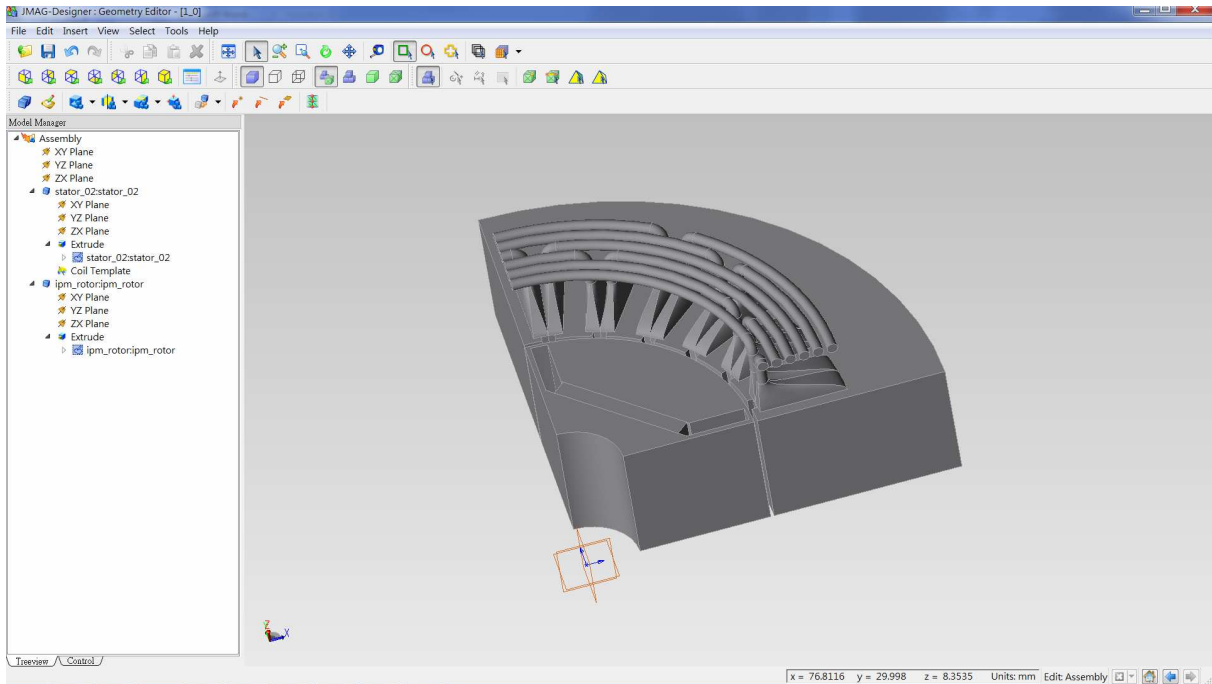 JMAG-Designer : Geometry Editor - [1_0]
File Edit Insert View Select Tools Help
Model Manager
Assembly
XY Plane
YZ Plane
ZX Plane
stator_02:stator_02
XY Plane
YZ Plane
ZX Plane
Extrude
stator_02:stator_02
Coil Template
ipm_rotor:ipm_rotor
XY Plane
YZ Plane
ZX Plane
Extrude
ipm_rotor:ipm_rotor
Z
X
Treeview Control
x = 76.8116 y = 29.998 z = 8.3535 Units: mm Edit: Assembly